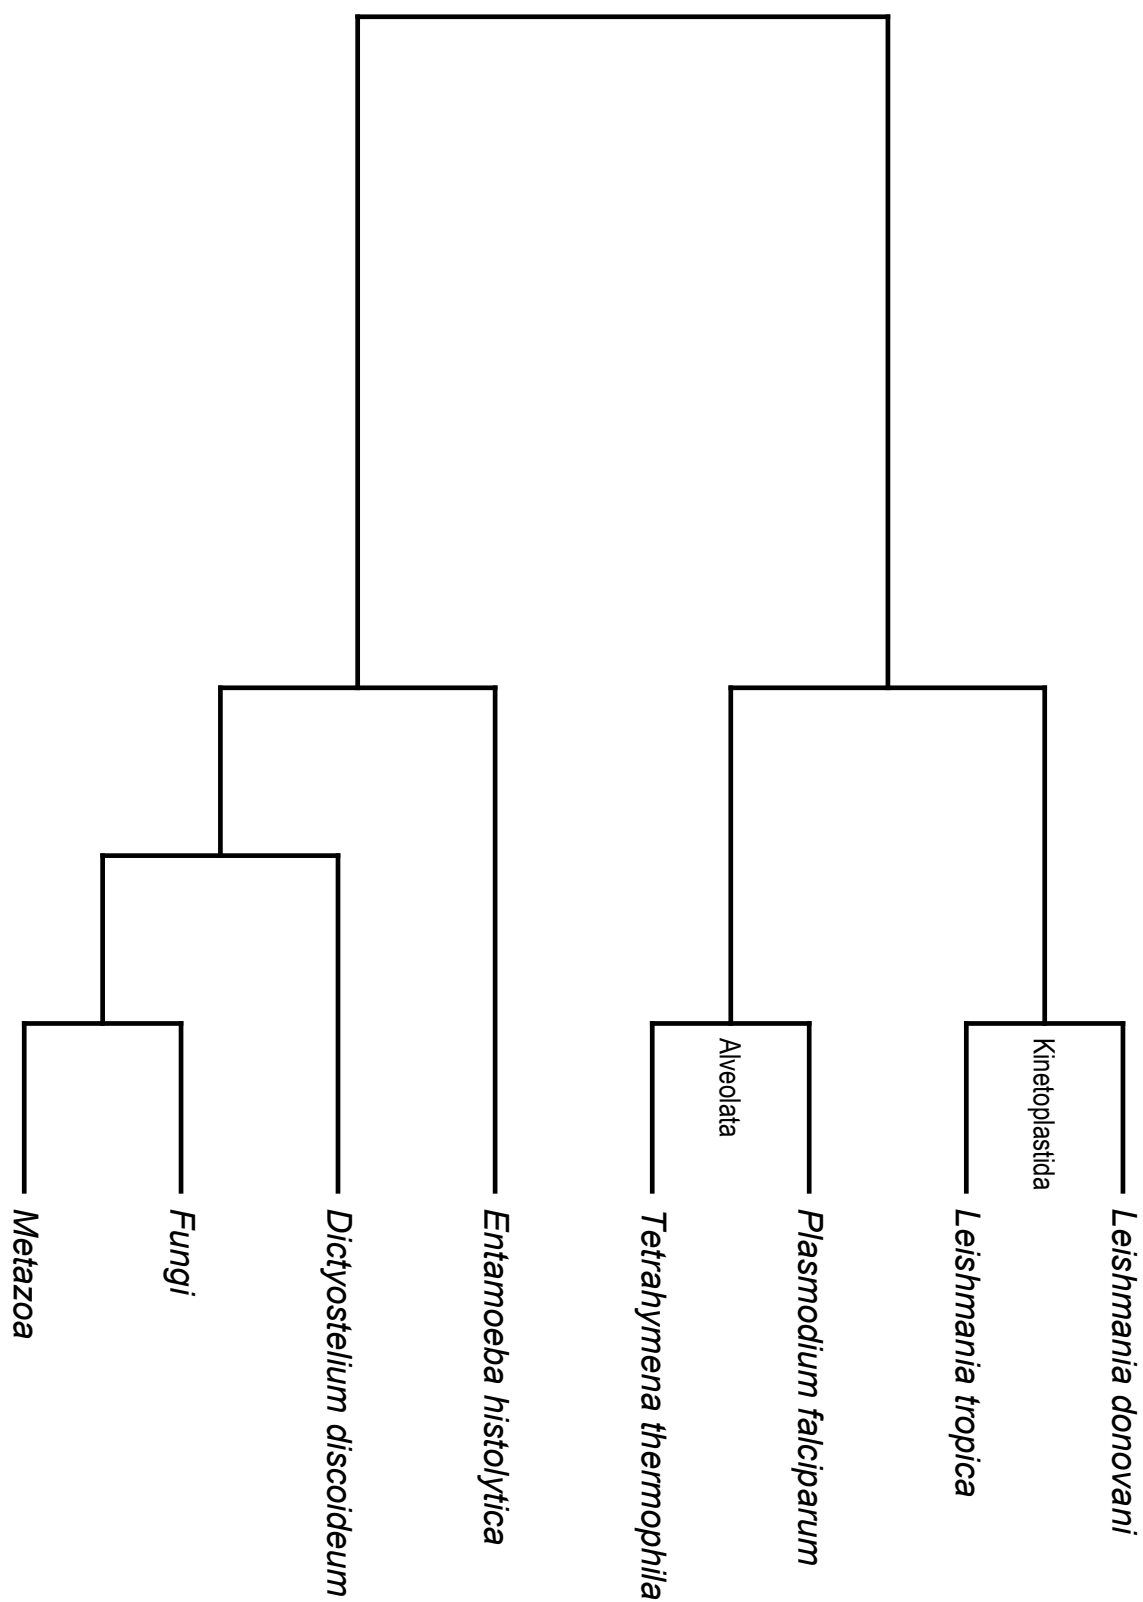 Kinetoplastida
Alveolata
Leishmania donovani
Leishmania tropica
Plasmodium falciparum
Tetrahymena thermophila
Entamoeba histolytica
Dictyostelium discoideum
Fungi
Metazoa